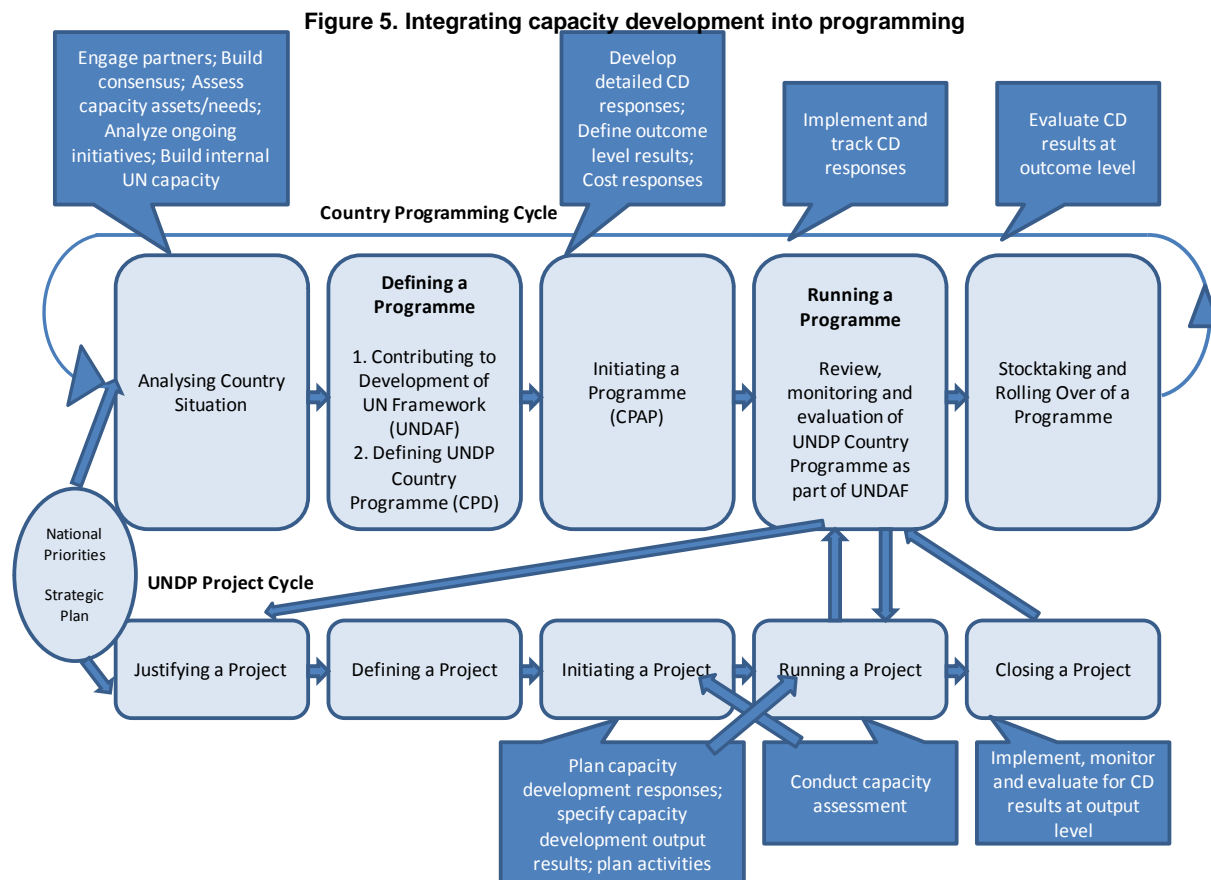 Figure 5. Integrating capacity development into programming
Engage partners; Build
consensus; Assess
capacity assets/needs;
Analyze ongoing
initiatives; Build internal
UN capacity
Develop
detailed CD
responses;
Define outcome
level results;
Cost responses
Implement and
track CD
responses
Evaluate CD
results at
outcome level
Country Programming Cycle
Analysing Country
Situation
Defining a
Programme
1. Contributing to
Development of
UN Framework
(UNDAF)
2. Defining UNDP
Country
Programme (CPD)
Initiating a
Programme
(CPAP)
Running a
Programme
Review,
monitoring and
evaluation of
UNDP Country
Programme as
part of UNDAF
Stocktaking and
Rolling Over of a
Programme
National
Priorities
Strategic
Plan
UNDP Project Cycle
Justifying a Project
Defining a Project
Initiating a Project
Running a Project
Closing a Project
Plan capacity
development responses;
specify capacity
development output
results; plan activities
Conduct capacity
assessment
Implement, monitor
and evaluate for CD
results at output
level